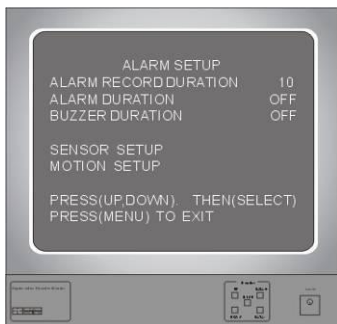 ALARM SETUP
ALARM RECORD DURATION 10
ALARM DURATION OFF
BUZZER DURATION OFF
SENSOR SETUP
MOTION SETUP
PRESS(UP,DOWN). THEN(SELECT)
PRESS(MENU) TO EXIT